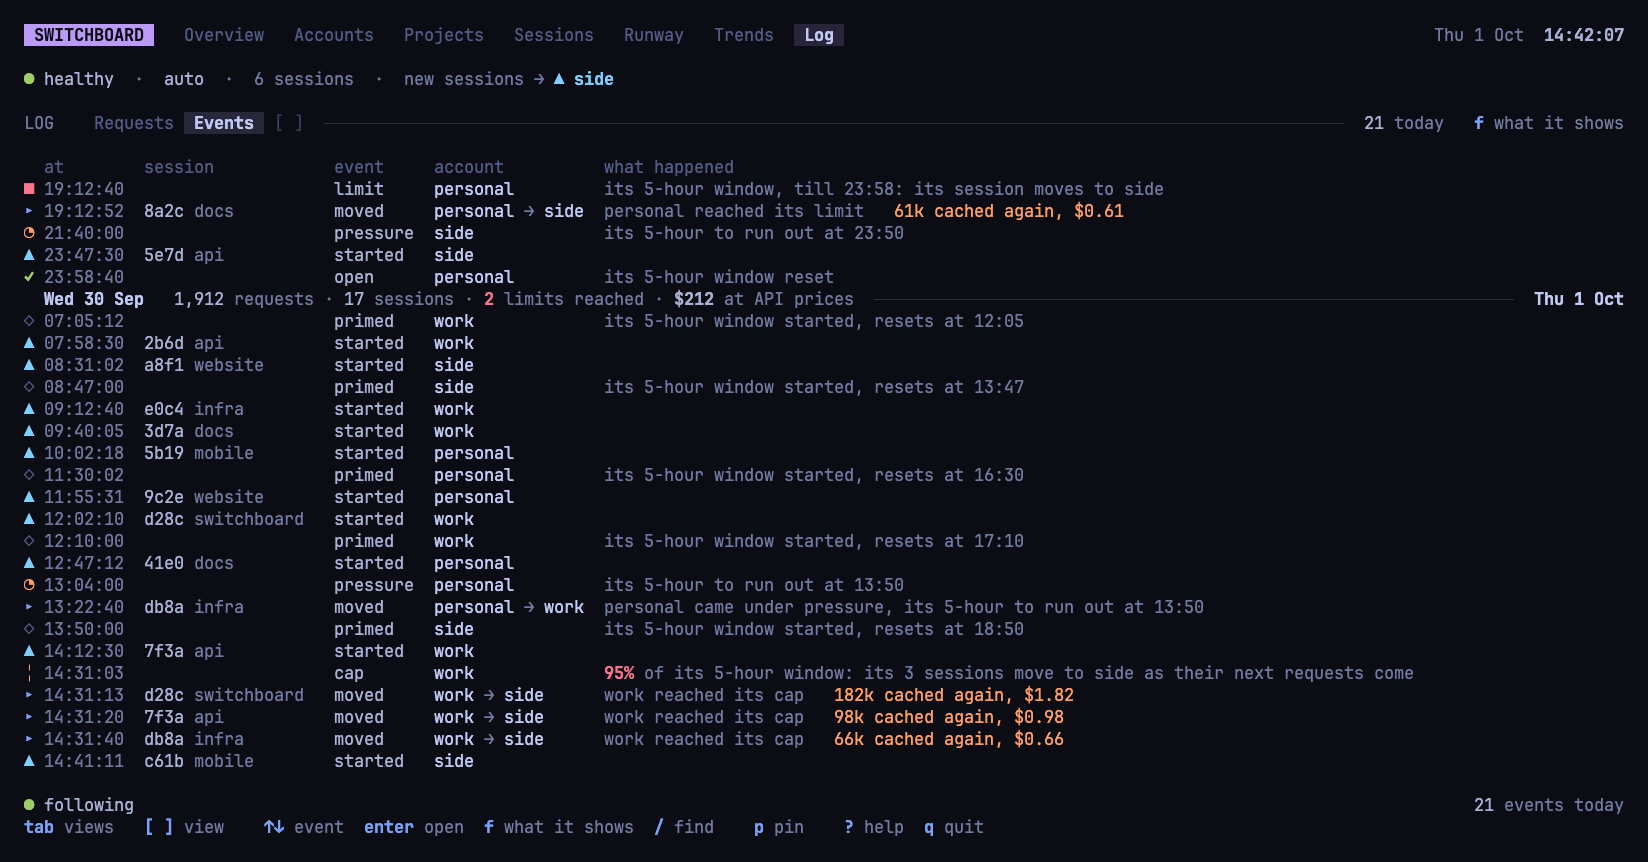 SWITCHBOARD Overview Accounts Projects Sessions Runway Trends Log Thu 1 Oct 14:42:07
● healthy · auto · 6 sessions · new sessions → ▲ side
LOG Requests Events [ ] 21 today f what it shows
at session event account what happened
■ 19:12:40 limit personal its 5-hour window, till 23:58: its session moves to side
▸ 19:12:52 8a2c docs moved personal → side personal reached its limit 61k cached again, $0.61
◔ 21:40:00 pressure side its 5-hour to run out at 23:50
▲ 23:47:30 5e7d api started side
✓ 23:58:40 open personal its 5-hour window reset
Wed 30 Sep 1,912 requests · 17 sessions · 2 limits reached · $212 at API prices Thu 1 Oct
◇ 07:05:12 primed work its 5-hour window started, resets at 12:05
▲ 07:58:30 2b6d api started work
▲ 08:31:02 a8f1 website started side
◇ 08:47:00 primed side its 5-hour window started, resets at 13:47
▲ 09:12:40 e0c4 infra started work
▲ 09:40:05 3d7a docs started work
▲ 10:02:18 5b19 mobile started personal
◇ 11:30:02 primed personal its 5-hour window started, resets at 16:30
▲ 11:55:31 9c2e website started personal
▲ 12:02:10 d28c switchboard started work
◇ 12:10:00 primed work its 5-hour window started, resets at 17:10
▲ 12:47:12 41e0 docs started personal
◔ 13:04:00 pressure personal its 5-hour to run out at 13:50
▸ 13:22:40 db8a infra moved personal → work personal came under pressure, its 5-hour to run out at 13:50
◇ 13:50:00 primed side its 5-hour window started, resets at 18:50
▲ 14:12:30 7f3a api started work
¦ 14:31:03 cap work 95% of its 5-hour window: its 3 sessions move to side as their next requests come
▸ 14:31:13 d28c switchboard moved work → side work reached its cap 182k cached again, $1.82
▸ 14:31:20 7f3a api moved work → side work reached its cap 98k cached again, $0.98
▸ 14:31:40 db8a infra moved work → side work reached its cap 66k cached again, $0.66
▲ 14:41:11 c61b mobile started side
● following 21 events today
tab views [ ] view ↑↓ event enter open f what it shows / find p pin ? help q quit